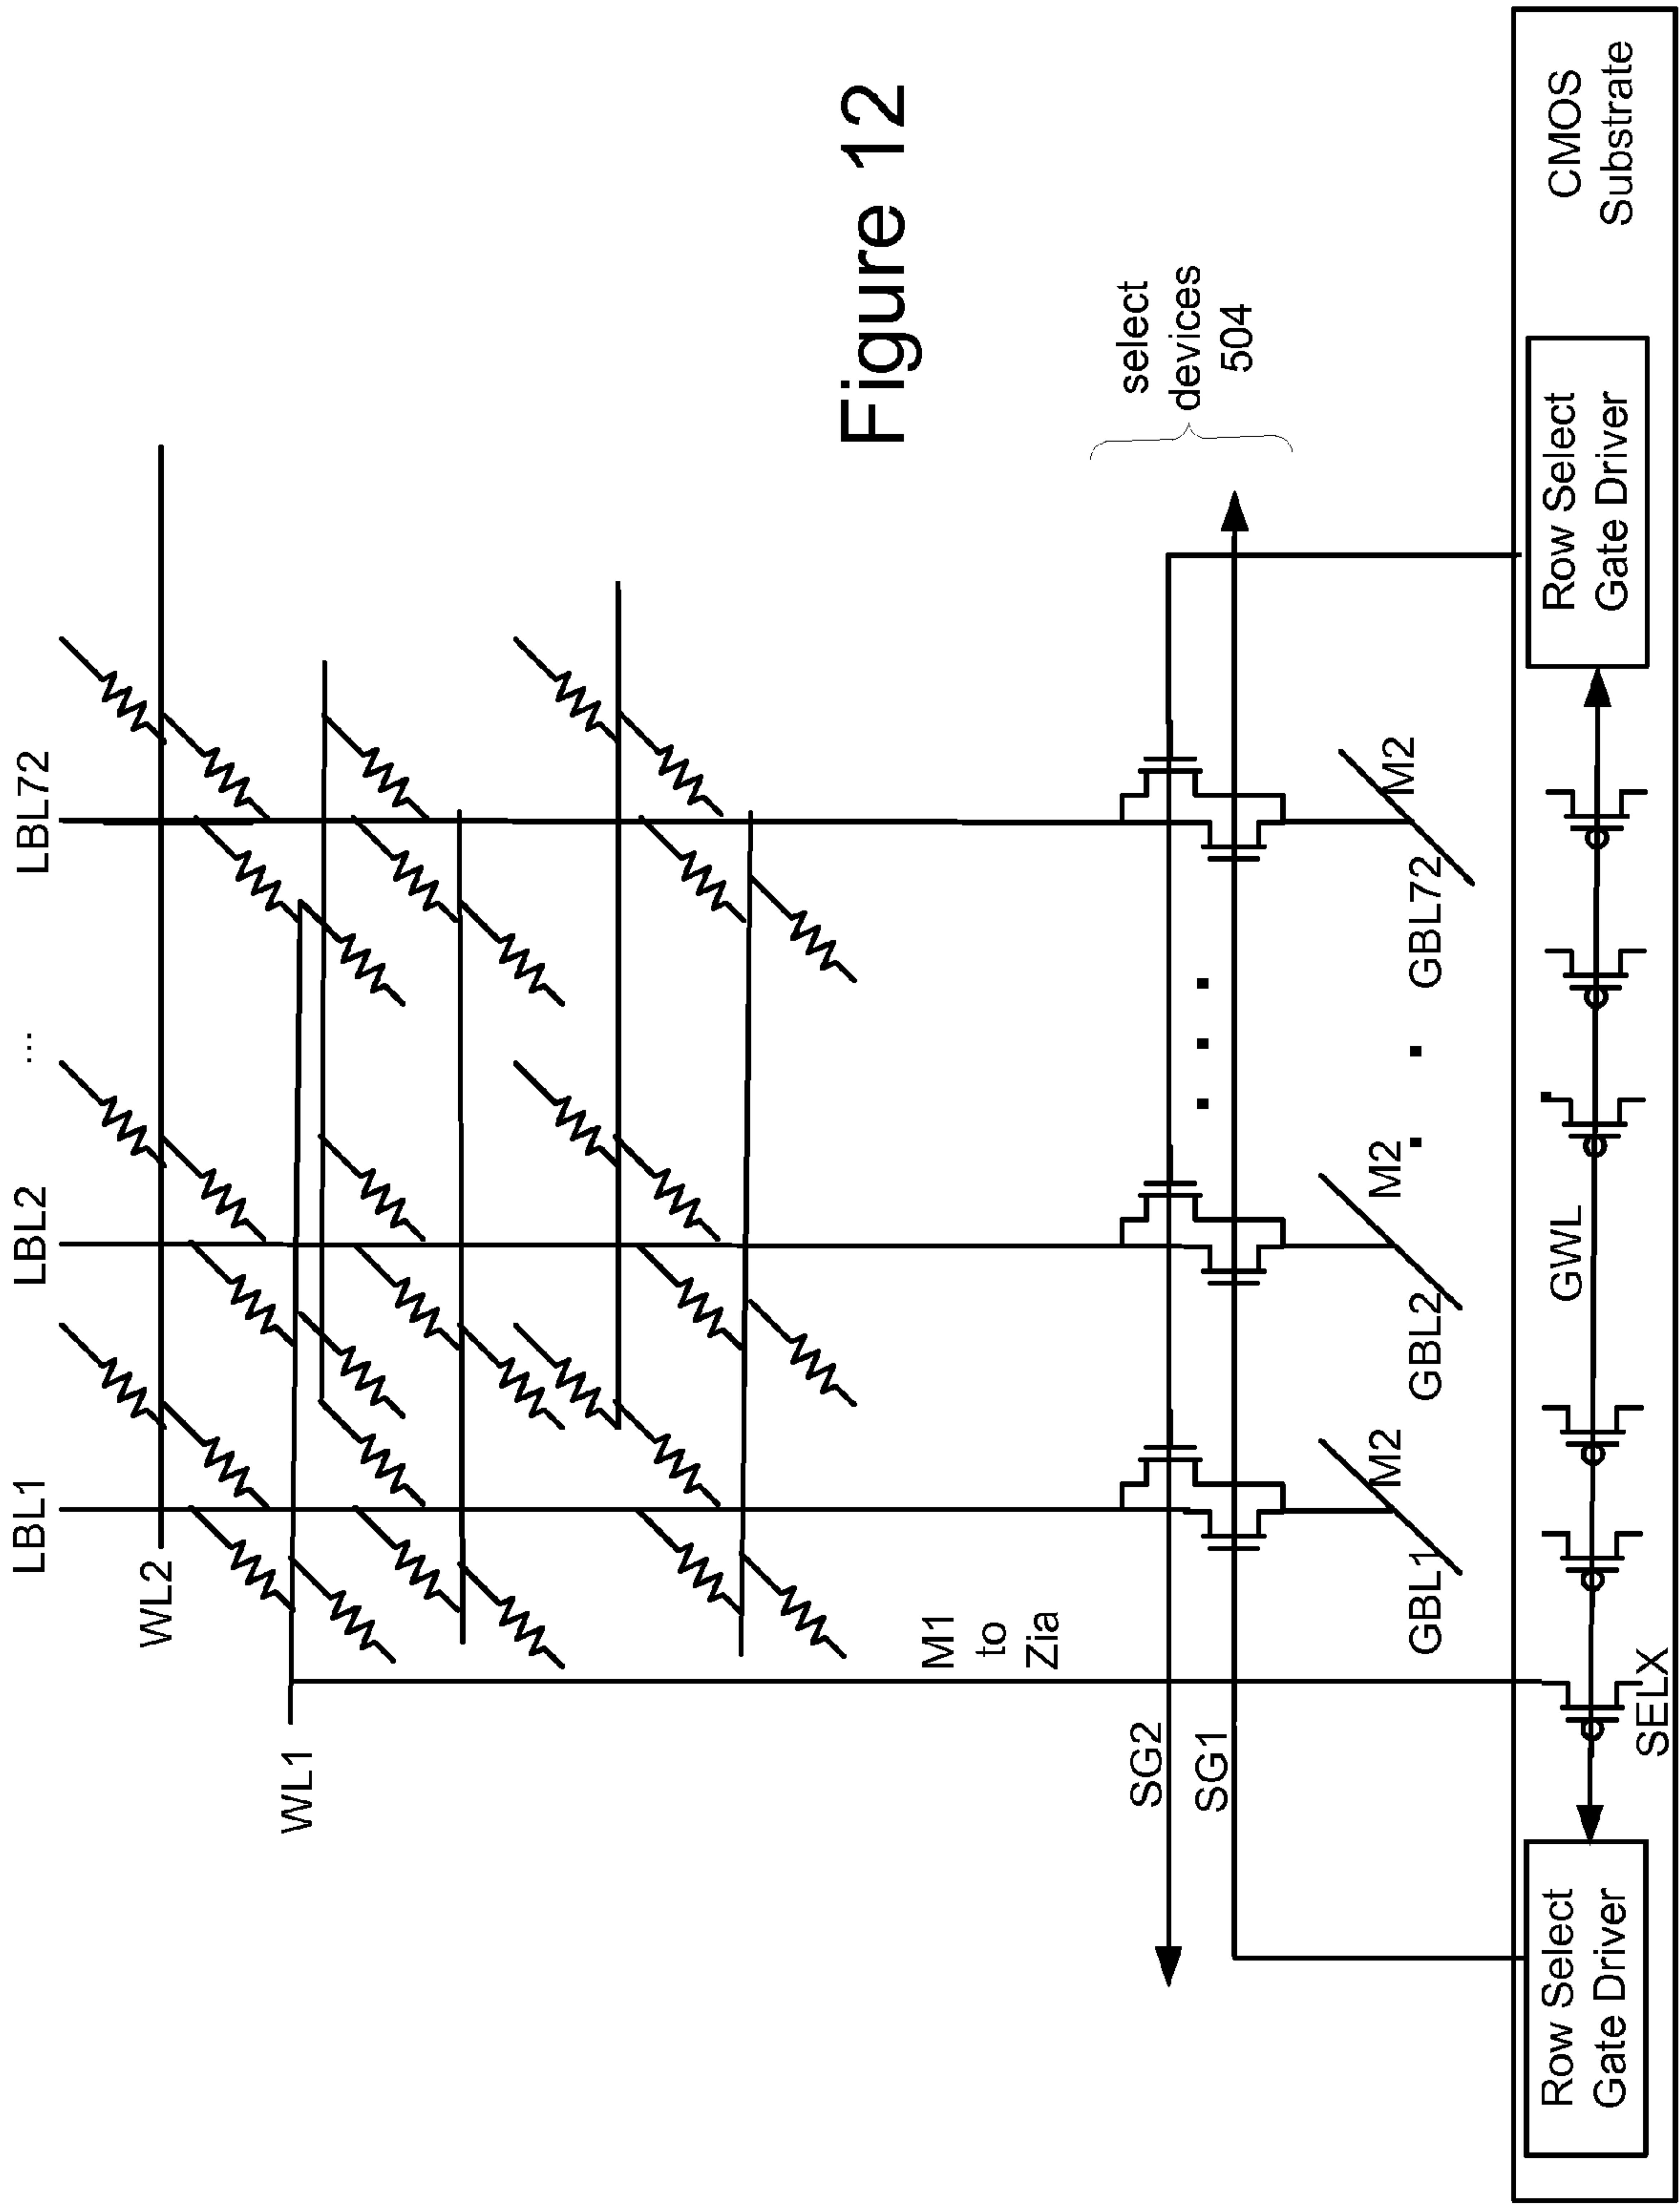 LBL1
LBL2
...
LBL72
WL2
WL1
Figure 12
M1
to
Zia
SG2
SG1
select
devices
504
M2
M2
M2
GBL1
GBL2
GBL72
GWL
SELX
Row Select
Gate Driver
Row Select
Gate Driver
CMOS
Substrate